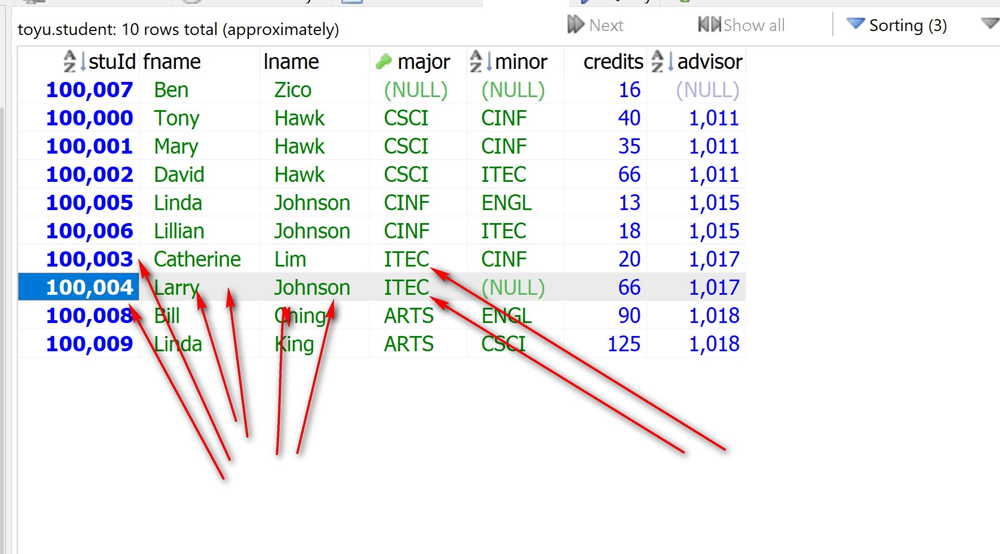 toyu.student: 10 rows total (approximately) Next Show all Sorting (3)
stuId fname lname major minor credits advisor
100,007 Ben Zico (NULL) (NULL) 16 (NULL)
100,000 Tony Hawk CSCI CINF 40 1,011
100,001 Mary Hawk CSCI CINF 35 1,011
100,002 David Hawk CSCI ITEC 66 1,011
100,005 Linda Johnson CINF ENGL 13 1,015
100,006 Lillian Johnson CINF ITEC 18 1,015
100,003 Catherine Lim ITEC CINF 20 1,017
100,004 Larry Johnson ITEC (NULL) 66 1,017
100,008 Bill Ching ARTS ENGL 90 1,018
100,009 Linda King ARTS CSCI 125 1,018